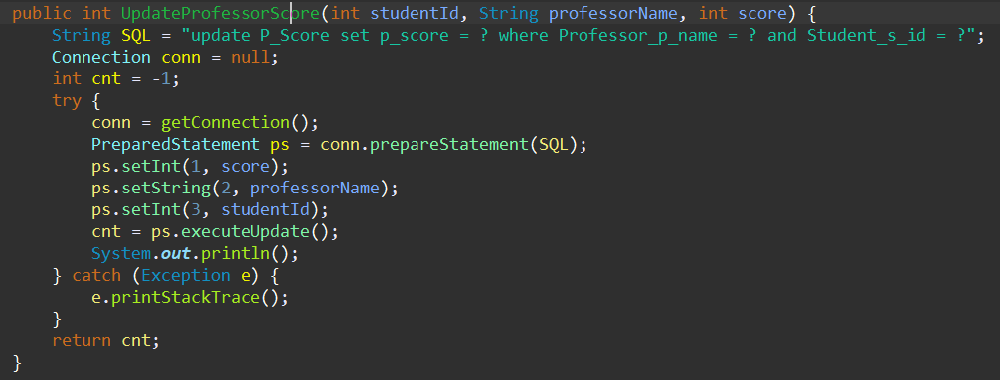 public int UpdateProfessorScore(int studentId, String professorName, int score) {
    String SQL = "update P_Score set p_score = ? where Professor_p_name = ? and Student_s_id = ?";
    Connection conn = null;
    int cnt = -1;
    try {
        conn = getConnection();
        PreparedStatement ps = conn.prepareStatement(SQL);
        ps.setInt(1, score);
        ps.setString(2, professorName);
        ps.setInt(3, studentId);
        cnt = ps.executeUpdate();
        System.out.println();
    } catch (Exception e) {
        e.printStackTrace();
    }
    return cnt;
}